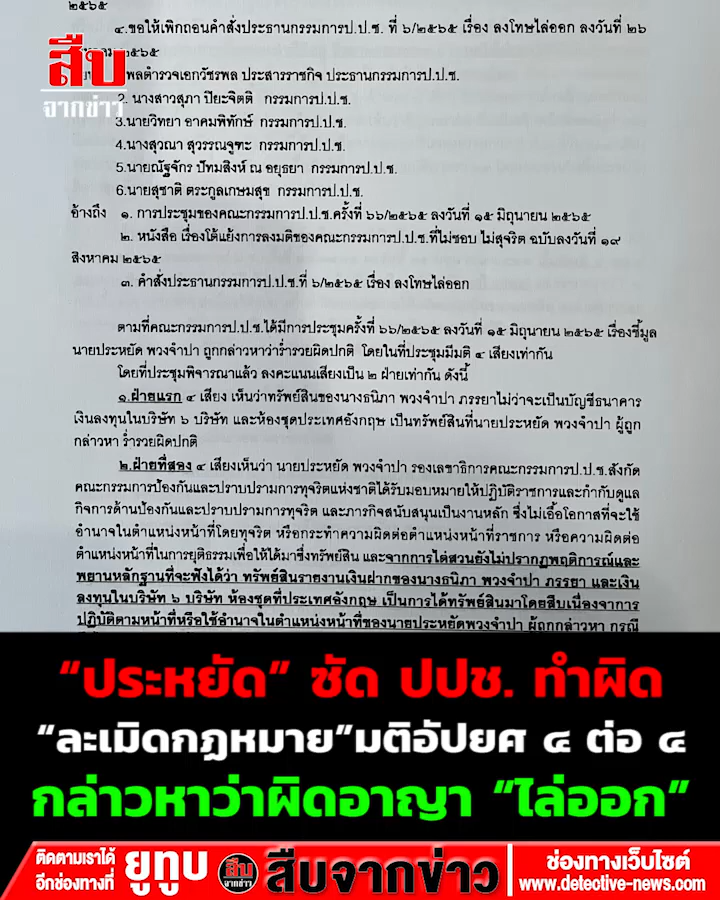 ๒๕๖๕
๔.ขอให้เพิกถอนคำสั่งประธานกรรมการป.ป.ช. ที่ ๖/๒๕๖๕ เรื่อง ลงโทษไล่ออก ลงวันที่ ๒๖
๒๕๖๕
สืบ
จากข่าว
พลตำรวจเอกวัชรพล ประสารราชกิจ ประธานกรรมการป.ป.ช.
2. นางสาวสุภา ปิยะจิตติ กรรมการป.ป.ช.
3.นายวิทยา อาคมพิทักษ์ กรรมการป.ป.ช.
4.นางสุวณา สุวรรณจูฑะ กรรมการป.ป.ช.
5.นายณัฐจักร ปัทมสิงห์ ณ อยุธยา กรรมการป.ป.ช.
6.นายสุชาติ ตระกูลเกษมสุข กรรมการป.ป.ช.
อ้างถึง ๑. การประชุมของคณะกรรมการป.ป.ช.ครั้งที่ ๖๖/๒๕๖๕ ลงวันที่ ๑๕ มิถุนายน ๒๕๖๕
๒. หนังสือ เรื่องโต้แย้งการลงมติของคณะกรรมการป.ป.ช.ที่ไม่ชอบ ไม่สุจริต ฉบับลงวันที่ ๑๙
สิงหาคม ๒๕๖๕
๓. คำสั่งประธานกรรมการป.ป.ช.ที่ ๖/๒๕๖๕ เรื่อง ลงโทษไล่ออก
ตามที่คณะกรรมการป.ป.ช.ได้มีการประชุมครั้งที่ ๖๖/๒๕๖๕ ลงวันที่ ๑๕ มิถุนายน ๒๕๖๕ เรื่องชี้มูล
นายประหยัด พวงจำปา ถูกกล่าวหาว่าร่ำรวยผิดปกติ โดยในที่ประชุมมีมติ ๔ เสียงเท่ากัน
โดยที่ประชุมพิจารณาแล้ว ลงคะแนนเสียงเป็น ๒ ฝ่ายเท่ากัน ดังนี้
๑.ฝ่ายแรก ๔ เสียง เห็นว่าทรัพย์สินของนางธนิภา พวงจำปา ภรรยาไม่ว่าจะเป็นบัญชีธนาคาร
เงินลงทุนในบริษัท ๖ บริษัท และห้องชุดประเทศอังกฤษ เป็นทรัพย์สินที่นายประหยัด พวงจำปา ผู้ถูก
กล่าวหา ร่ำรวยผิดปกติ
๒.ฝ่ายที่สอง ๔ เสียงเห็นว่า นายประหยัด พวงจำปา รองเลขาธิการคณะกรรมการป.ป.ช.สังกัด
คณะกรรมการป้องกันและปราบปรามการทุจริตแห่งชาติได้รับมอบหมายให้ปฏิบัติราชการและกำกับดูแล
กิจการด้านป้องกันและปราบปรามการทุจริต และภารกิจสนับสนุนเป็นงานหลัก ซึ่งไม่เอื้อโอกาสที่จะใช้
อำนาจในตำแหน่งหน้าที่โดยทุจริต หรือกระทำความผิดต่อตำแหน่งหน้าที่ราชการ หรือความผิดต่อ
ตำแหน่งหน้าที่ในการยุติธรรมเพื่อให้ได้มาซึ่งทรัพย์สิน และจากการไต่สวนยังไม่ปรากฏพฤติการณ์และ
พยานหลักฐานที่จะฟังได้ว่า ทรัพย์สินรายงานเงินฝากของนางธนิภา พวงจำปา ภรรยา และเงิน
ลงทุนในบริษัท ๖ บริษัท ห้องชุดที่ประเทศอังกฤษ เป็นการได้ทรัพย์สินมาโดยสืบเนื่องจากการ
ปฏิบัติตามหน้าที่หรือใช้อำนาจในตำแหน่งหน้าที่ของนายประหยัดพวงจำปา ผู้ถูกกล่าวหา กรณี
“ประหยัด” ซัด ปปช. ทำผิด
“ละเมิดกฎหมาย”มติอัปยศ ๔ ต่อ ๔
กล่าวหาว่าผิดอาญา “ไล่ออก”
ติดตามเราได้
อีกช่องทางที่
ยูทูบ
สืบ
จากข่าว
สืบจากข่าว
ช่องทางเว็บไซต์
www.detective-news.com